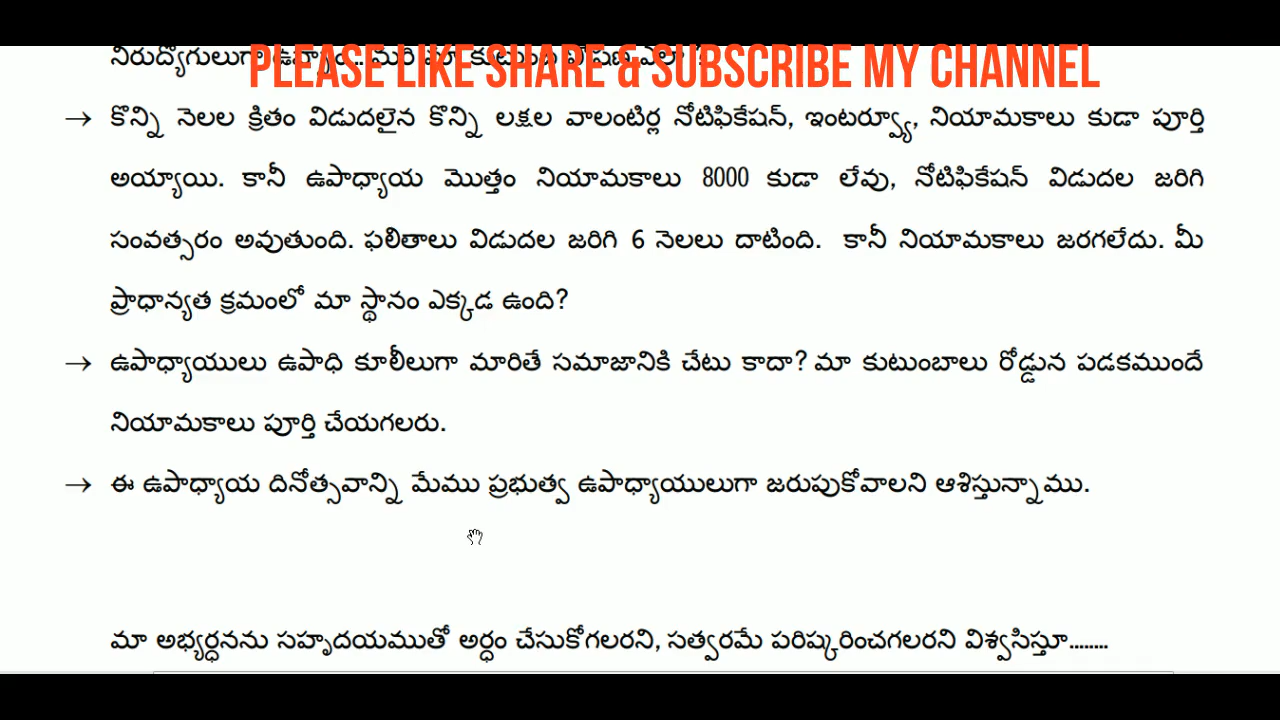 నిరుద్యోగులుగా
PLEASE LIKE SHARE & SUBSCRIBE MY CHANNEL
→ కొన్ని నెలల క్రితం విడుదలైన కొన్ని లక్షల వాలంటిర్ల నోటిఫికేషన్, ఇంటర్వ్యూ, నియామకాలు కుడా పూర్తి
అయ్యాయి. కానీ ఉపాధ్యాయ మొత్తం నియామకాలు 8000 కుడా లేవు, నోటిఫికేషన్ విడుదల జరిగి
సంవత్సరం అవుతుంది. ఫలితాలు విడుదల జరిగి 6 నెలలు దాటింది. కానీ నియామకాలు జరగలేదు. మీ
ప్రాధాన్యత క్రమంలో మా స్థానం ఎక్కడ ఉంది?
→ ఉపాధ్యాయులు ఉపాధి కూలీలుగా మారితే సమాజానికి చేటు కాదా? మా కుటుంబాలు రోడ్డున పడకముందే
నియామకాలు పూర్తి చేయగలరు.
→ ఈ ఉపాధ్యాయ దినోత్సవాన్ని మేము ప్రభుత్వ ఉపాధ్యాయులుగా జరుపుకోవాలని ఆశిస్తున్నాము.
మా అభ్యర్ధనను సహృదయముతో అర్ధం చేసుకోగలరని, సత్వరమే పరిష్కరించగలరని విశ్వసిస్తూ........